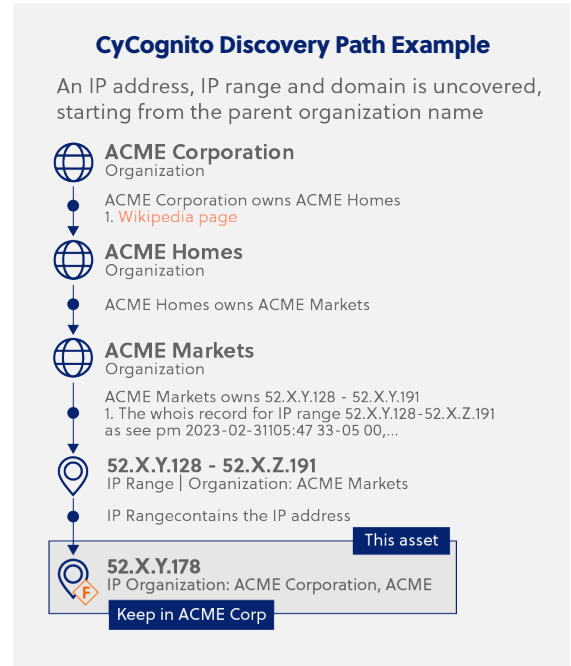 CyCognito Discovery Path Example
An IP address, IP range and domain is uncovered,
starting from the parent organization name
ACME Corporation
Organization
ACME Corporation owns ACME Homes
1. Wikipedia page
ACME Homes
Organization
ACME Homes owns ACME Markets
ACME Markets
Organization
ACME Markets owns 52.X.Y.128 - 52.X.Y.191
1. The whois record for IP range 52.X.Y.128-52.X.Z.191
as see pm 2023-02-31105:47 33-05 00,...
52.X.Y.128 - 52.X.Z.191
IP Range | Organization: ACME Markets
IP Rangecontains the IP address
This asset
52.X.Y.178
F
IP Organization: ACME Corporation, ACME
Keep in ACME Corp